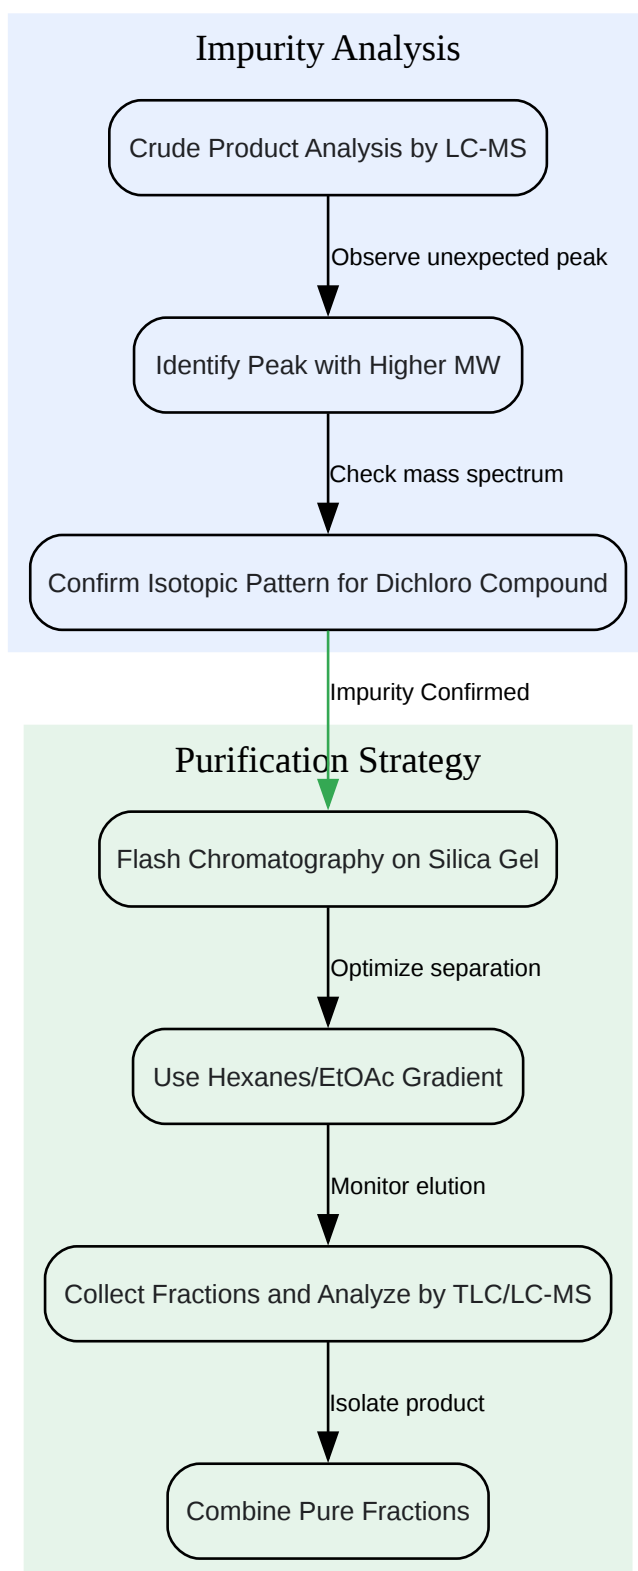 Impurity Analysis
Crude Product Analysis by LC-MS
Observe unexpected peak
Identify Peak with Higher MW
Check mass spectrum
Confirm Isotopic Pattern for Dichloro Compound
Impurity Confirmed
Purification Strategy
Flash Chromatography on Silica Gel
Optimize separation
Use Hexanes/EtOAc Gradient
Monitor elution
Collect Fractions and Analyze by TLC/LC-MS
Isolate product
Combine Pure Fractions